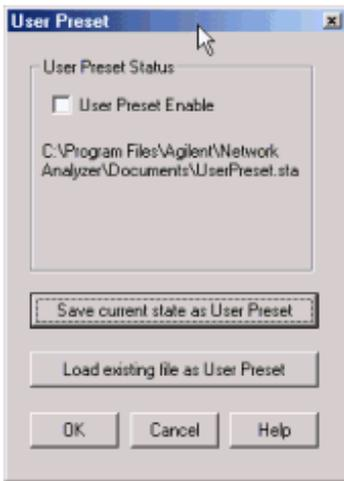 User Preset
User Preset Status
User Preset Enable
C:\Program Files\Agilent\Network
Analyzer\Documents\UserPreset.sta
Save current state as User Preset
Load existing file as User Preset
OK Cancel Help